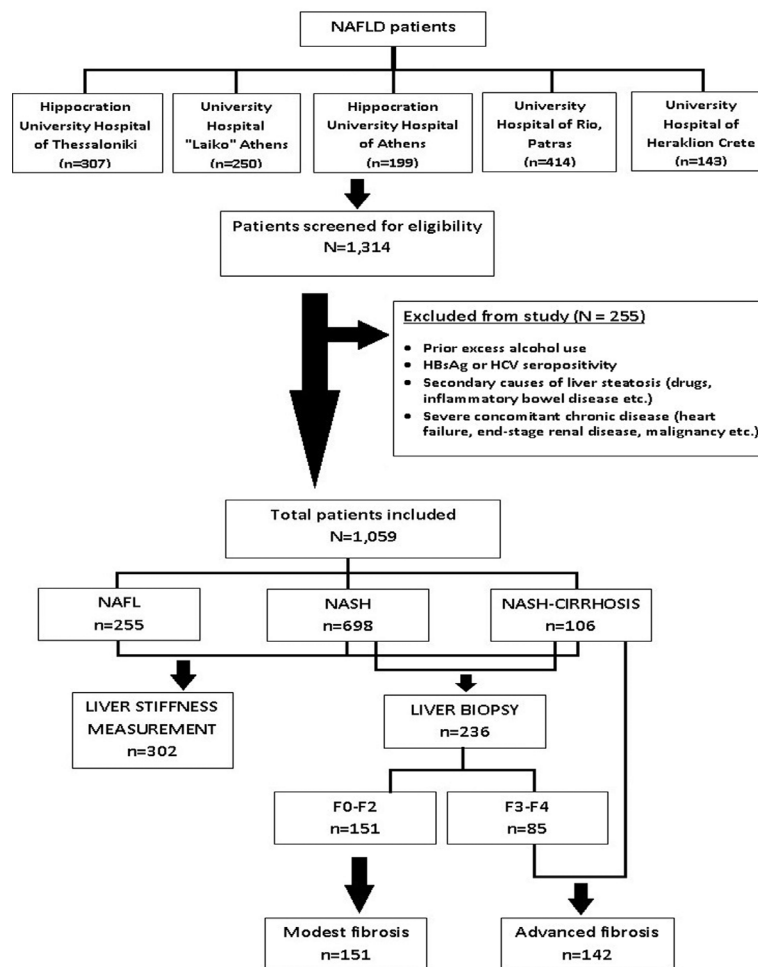 NAFLD patients
Hippocration
University Hospital
of Thessaloniki
(n=307)
University
Hospital
"Laiko" Athens
(n=250)
Hippocration
University Hospital
of Athens
(n=199)
University
Hospital of Rio,
Patras
(n=414)
University
Hospital of
Heraklion Crete
(n=143)
Patients screened for eligibility
N=1,314
Excluded from study (N = 255)
• Prior excess alcohol use
• HBsAg or HCV seropositivity
• Secondary causes of liver steatosis (drugs,
inflammatory bowel disease etc.)
• Severe concomitant chronic disease (heart
failure, end-stage renal disease, malignancy etc.)
Total patients included
N=1,059
NAFL
n=255
NASH
n=698
NASH-CIRRHOSIS
n=106
LIVER STIFFNESS
MEASUREMENT
n=302
LIVER BIOPSY
n=236
F0-F2
n=151
F3-F4
n=85
Modest fibrosis
n=151
Advanced fibrosis
n=142